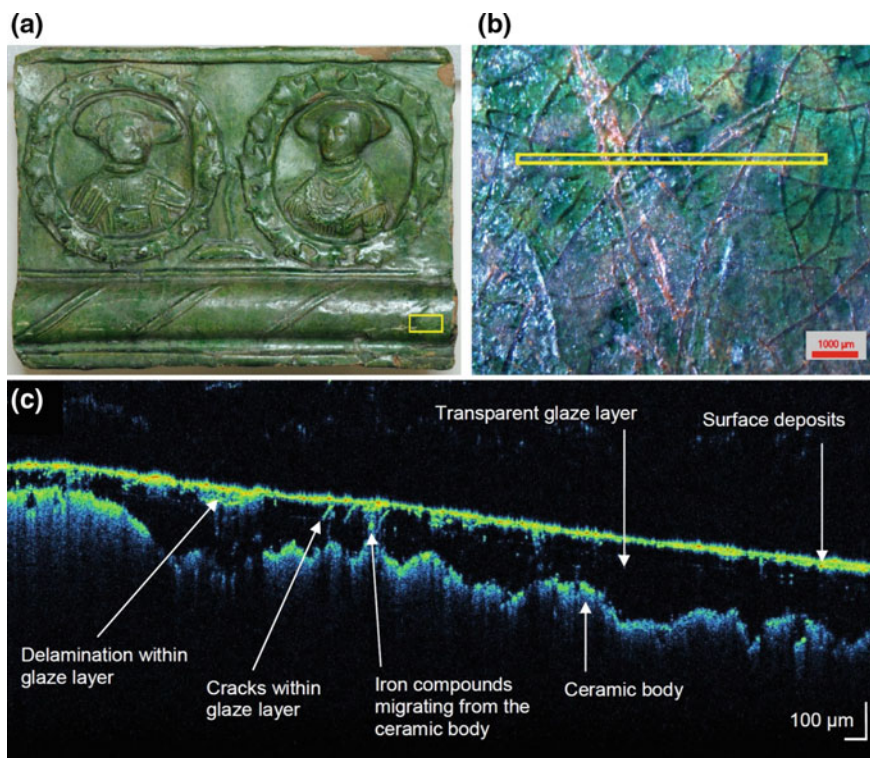 (a)
(b)
1000 µm
(c)
Transparent glaze layer
Surface deposits
Delamination within
glaze layer
Cracks within
glaze layer
Iron compounds
migrating from the
ceramic body
Ceramic body
100 µm